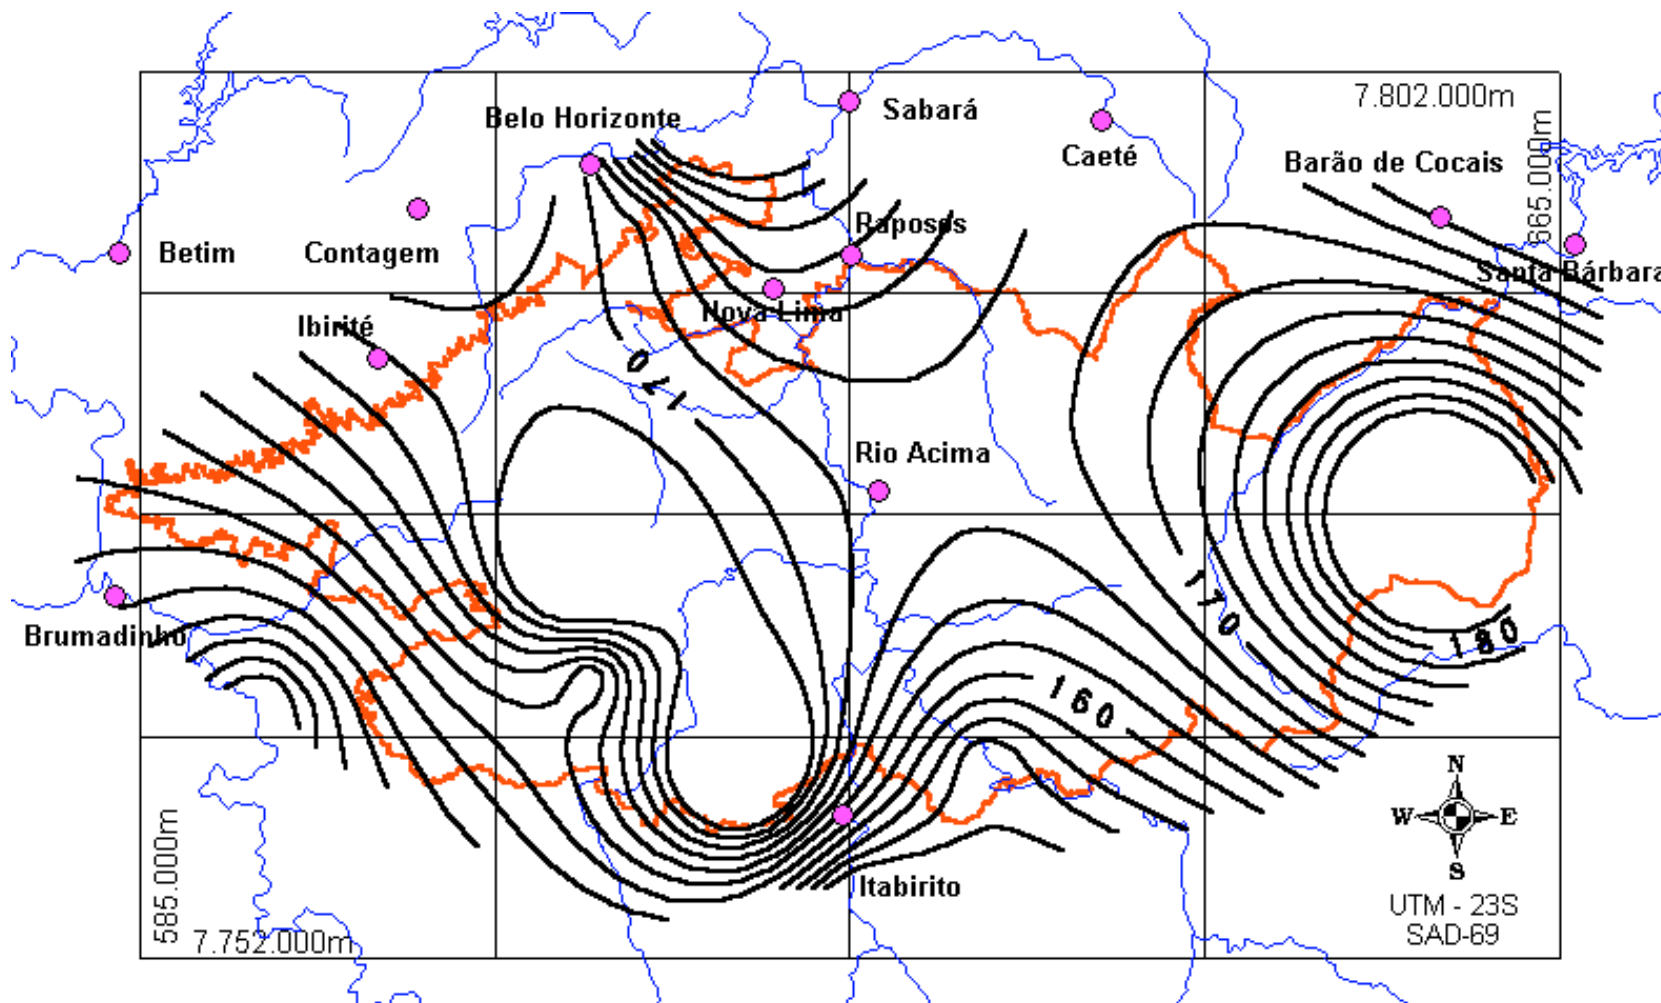 7.802.000m
Sabará
Belo Horizonte
Caeté
Barão de Cocais
665.000m
Raposos
Betim
Contagem
Santa Bárbara
Nova Lima
Ibirité
170
Rio Acima
170
Brumadinho
180
160
N
W E
S
585.000m
Itabirito
UTM - 23S
SAD-69
7.752.000m